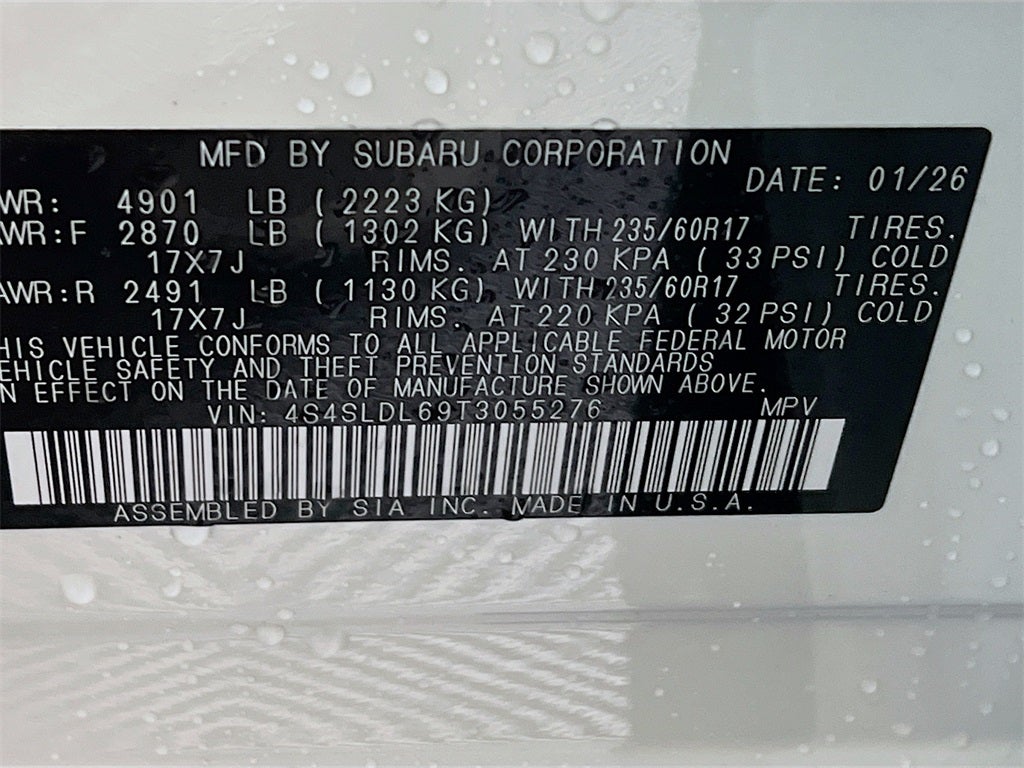 MFD BY SUBARU CORPORATION
DATE: 01/26
WR: 4901 LB ( 2223 KG)
AWR:F 2870 LB ( 1302 KG) WITH 235/60R17 TIRES.
17X7J RIMS. AT 230 KPA ( 33 PSI) COLD
AWR:R 2491 LB ( 1130 KG) WITH 235/60R17 TIRES.
17X7J RIMS. AT 220 KPA ( 32 PSI) COLD
HIS VEHICLE CONFORMS TO ALL APPLICABLE FEDERAL MOTOR
EHICLE SAFETY AND THEFT PREVENTION STANDARDS
N EFFECT ON THE DATE OF MANUFACTURE SHOWN ABOVE.
VIN: 4S4SLDL69T3055276 MPV
ASSEMBLED BY SIA INC. MADE IN U.S.A.